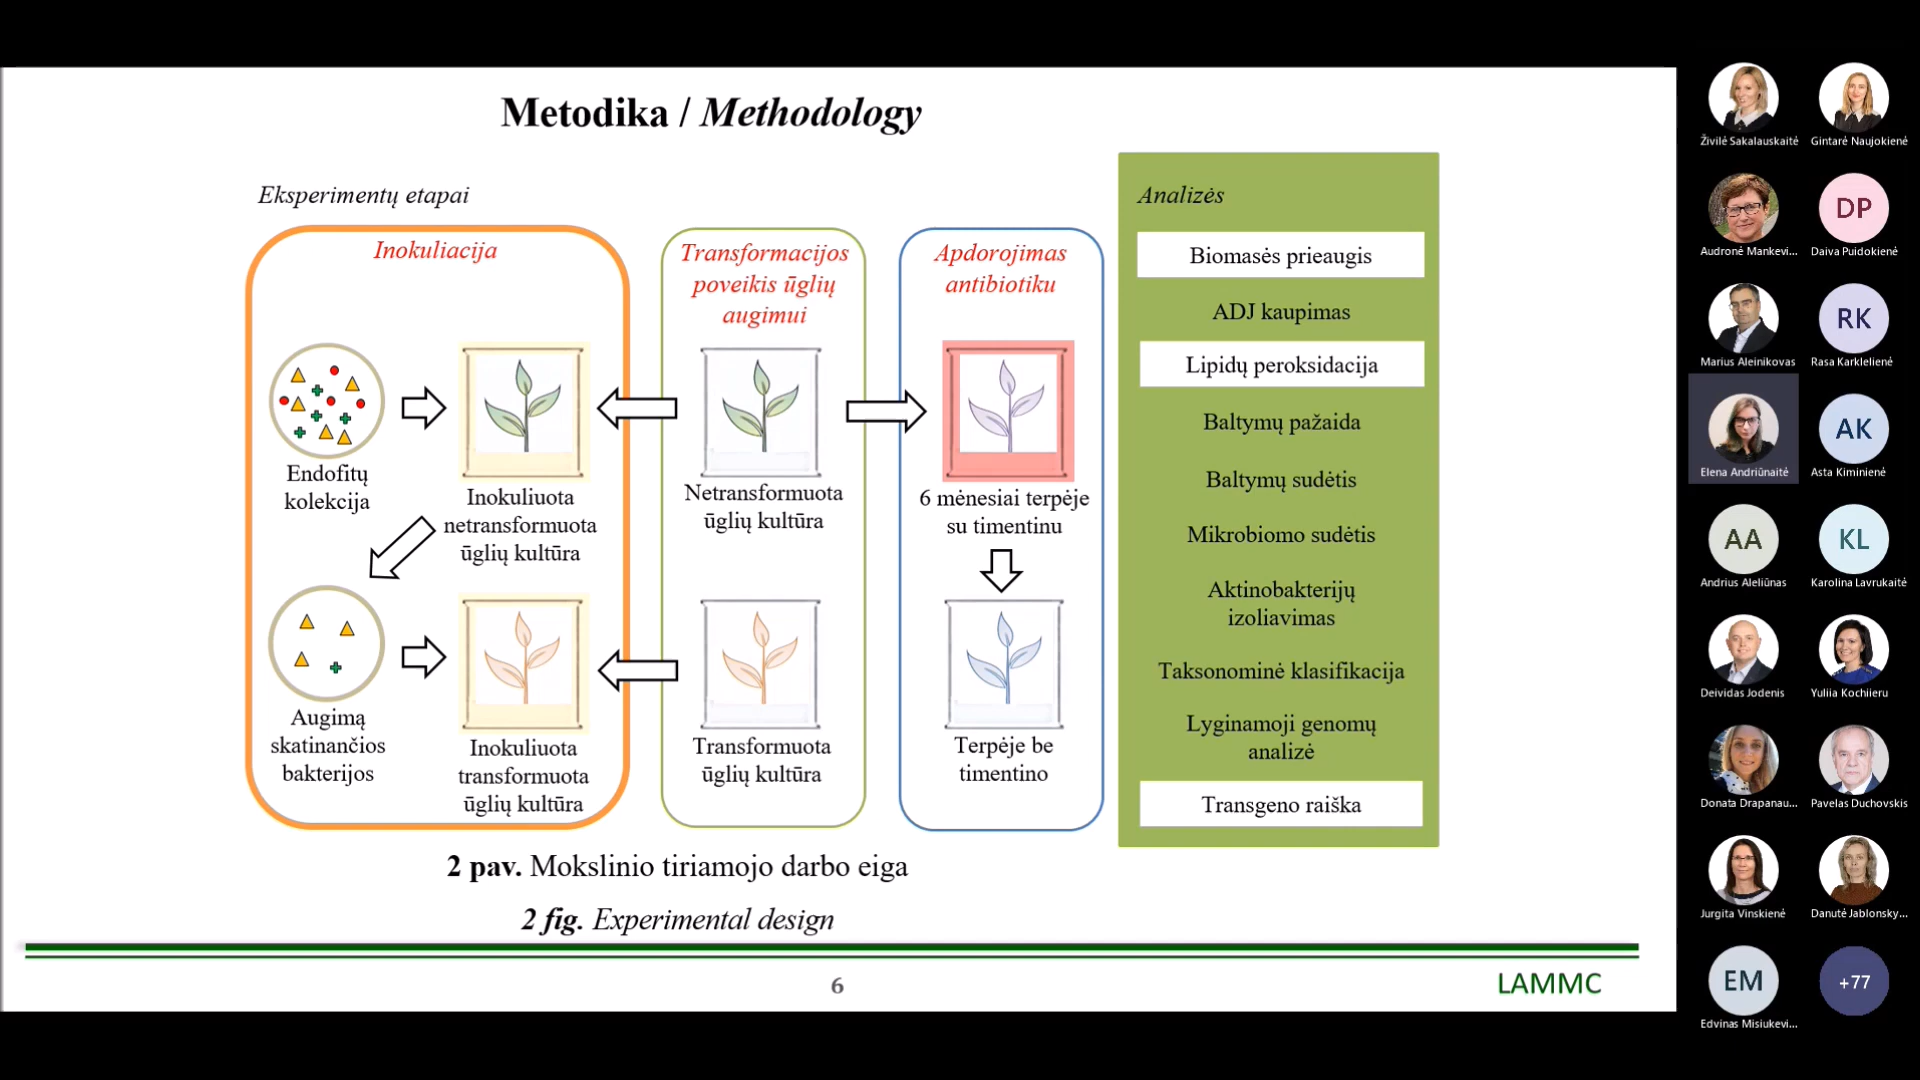 Metodika / Methodology
Eksperimentų etapai
Inokuliacija
Endofitų
kolekcija
Inokuliuota
netransformuota
ūglių kultūra
Augimą
skatinančios
bakterijos
Inokuliuota
transformuota
ūglių kultūra
Transformacijos
poveikis ūglių
augimui
Netransformuota
ūglių kultūra
Transformuota
ūglių kultūra
Apdorojimas
antibiotiku
6 mėnesiai terpėje
su timentinu
Terpėje be
timentino
Analizės
Biomasės prieaugis
ADJ kaupimas
Lipidų peroksidacija
Baltymų pažaida
Baltymų sudėtis
Mikrobiomo sudėtis
Aktinobakterijų
izoliavimas
Taksonominė klasifikacija
Lyginamoji genomų
analizė
Transgeno raiška
2 pav. Mokslinio tiriamojo darbo eiga
2 fig. Experimental design
6
LAMMC
Živilė Sakalauskaitė
Gintarė Naujokienė
Audronė Mankevi...
DP
Daiva Puidokienė
Marius Aleinikovas
RK
Rasa Karklelienė
Elena Andriūnaitė
AK
Asta Kiminienė
AA
Andrius Aleliūnas
KL
Karolina Lavrukaitė
Deividas Jodenis
Yuliia Kochiieru
Donata Drapanau...
Pavelas Duchovskis
Jurgita Vinskienė
Danutė Jablonsky...
EM
Edvinas Misiukevi...
+77